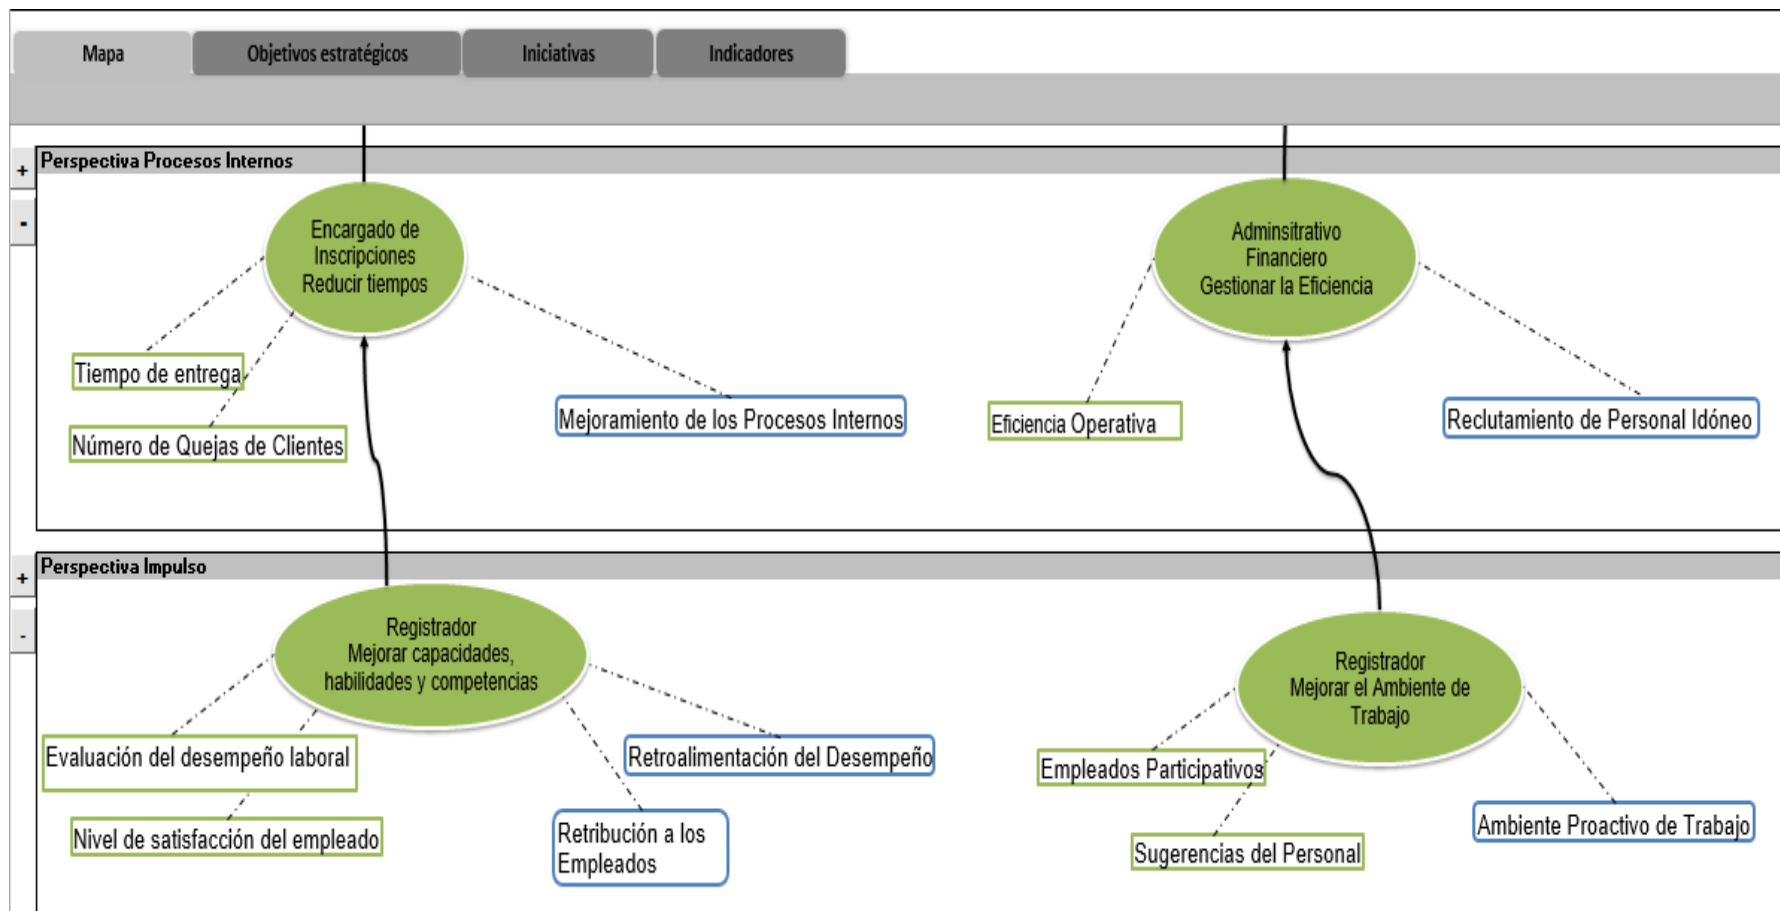 Mapa
Objetivos estratégicos
Iniciativas
Indicadores
+
Perspectiva Procesos Internos
-
Encargado de
Inscripciones
Reducir tiempos
Adminsitrativo
Financiero
Gestionar la Eficiencia
Tiempo de entrega
Número de Quejas de Clientes
Mejoramiento de los Procesos Internos
Eficiencia Operativa
Reclutamiento de Personal Idóneo
+
Perspectiva Impulso
-
Registrador
Mejorar capacidades,
habilidades y competencias
Registrador
Mejorar el Ambiente de
Trabajo
Evaluación del desempeño laboral
Nivel de satisfacción del empleado
Retroalimentación del Desempeño
Retribución a los
Empleados
Empleados Participativos
Sugerencias del Personal
Ambiente Proactivo de Trabajo